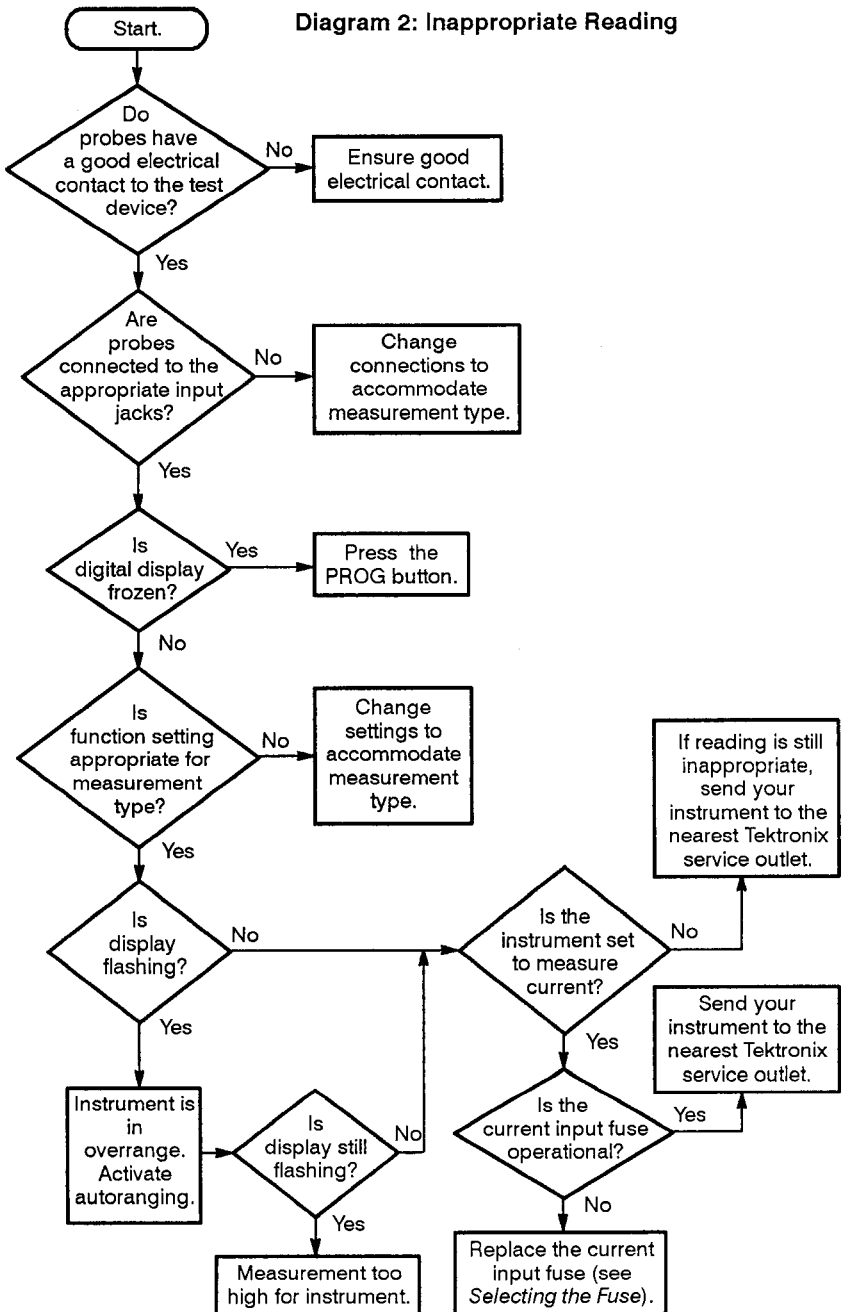 Diagram 2: Inappropriate Reading
Start.
Do
probes have
a good electrical
contact to the test
device?
No
Ensure good
electrical contact.
Yes
Are
probes
connected to the
appropriate input
jacks?
No
Change
connections to
accommodate
measurement type.
Yes
Is
digital display
frozen?
Yes
Press the
PROG button.
No
Is
function setting
appropriate for
measurement
type?
No
Change
settings to
accommodate
measurement
type.
Yes
Is
display
flashing?
No
Yes
Instrument is
in
overrange.
Activate
autoranging.
Is
display still
flashing?
No
Yes
Measurement too
high for instrument.
Is the
instrument set
to measure
current?
No
If reading is still
inappropriate,
send your
instrument to the
nearest Tektronix
service outlet.
Yes
Is the
current input fuse
operational?
Yes
Send your
instrument to the
nearest Tektronix
service outlet.
No
Replace the current
input fuse (see
Selecting the Fuse).